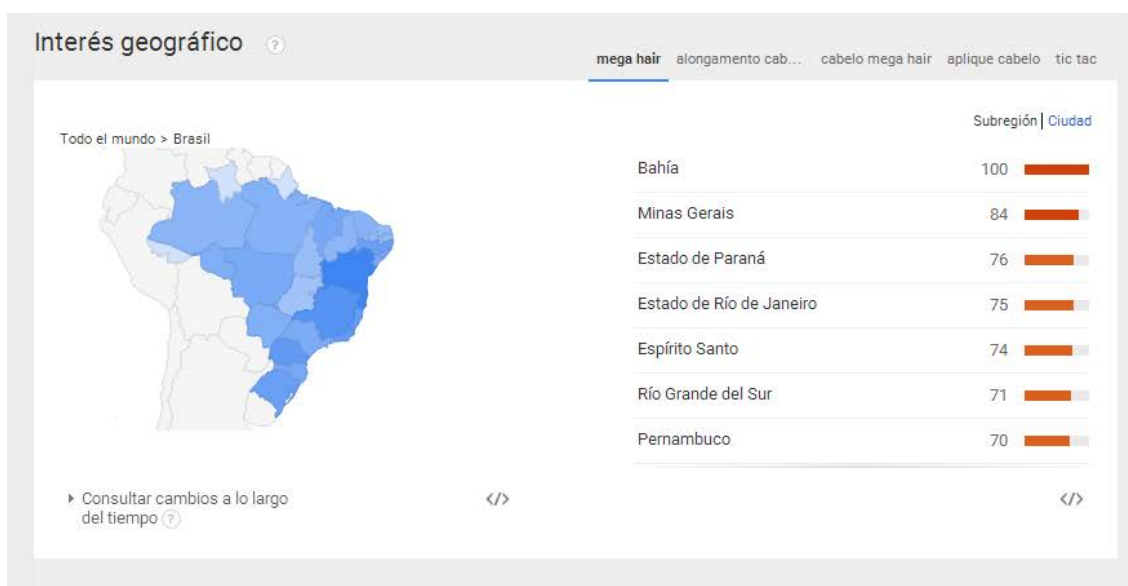 Interés geográfico ?
mega hair alongamento cab... cabelo mega hair aplique cabelo tic tac
Subregión | Ciudad
Todo el mundo > Brasil
Bahía 100
Minas Gerais 84
Estado de Paraná 76
Estado de Río de Janeiro 75
Espírito Santo 74
Río Grande del Sur 71
Pernambuco 70
Consultar cambios a lo largo
del tiempo ?
</> </>